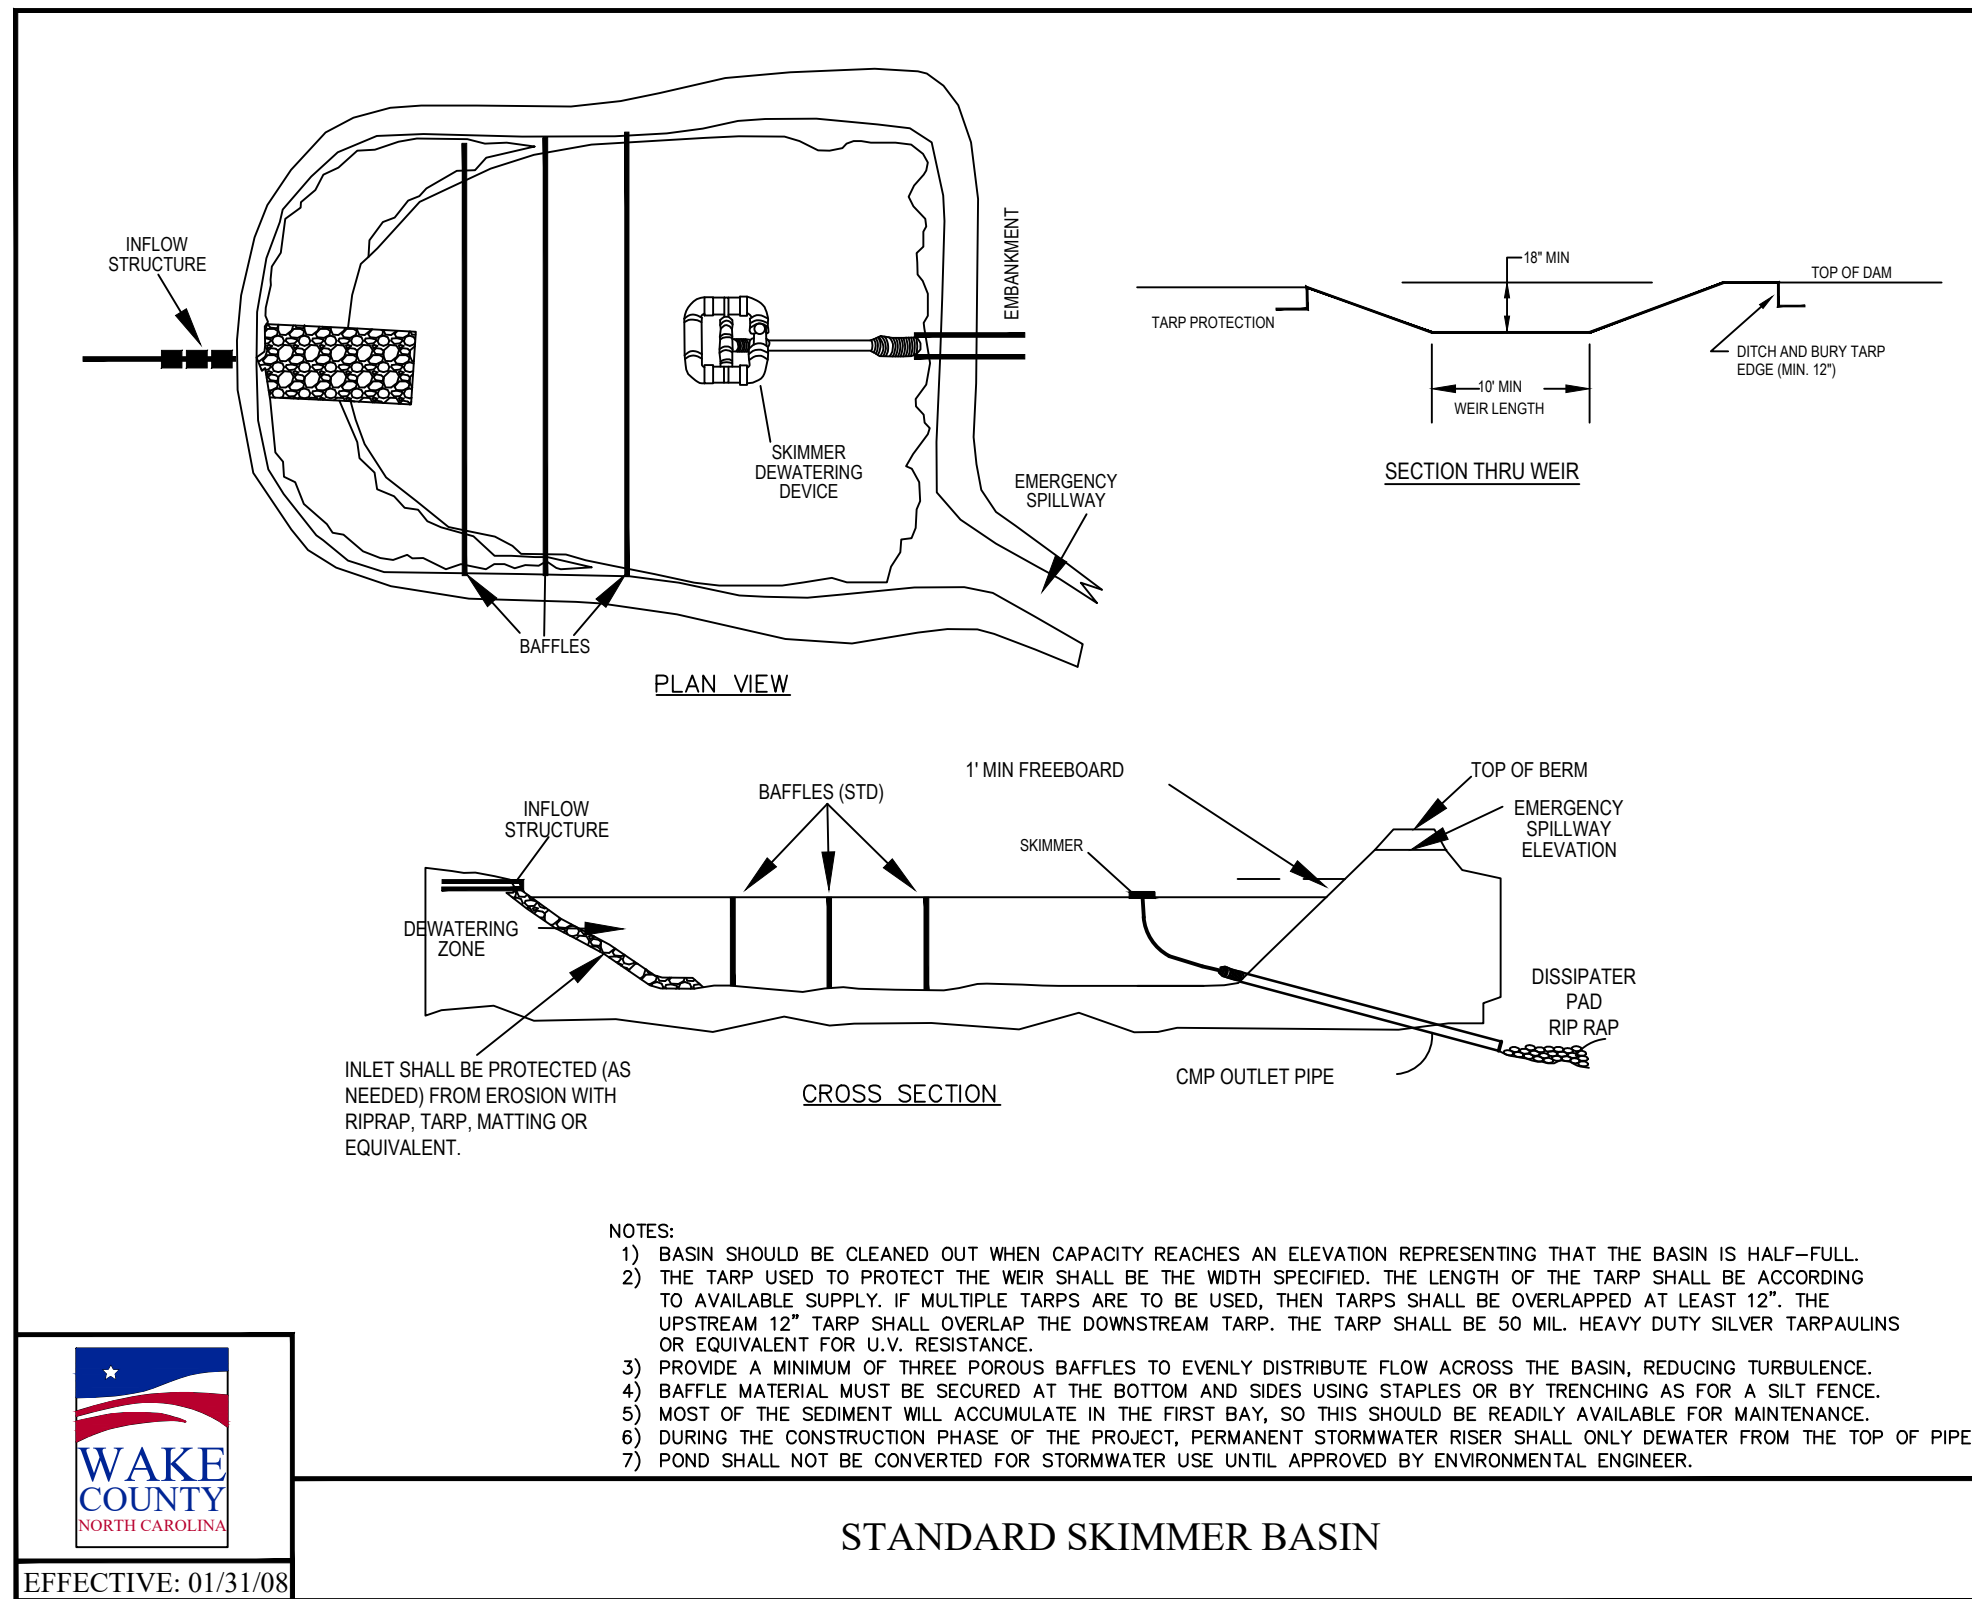 INFLOW
STRUCTURE
EMBANKMENT
SKIMMER
DEWATERING
DEVICE
EMERGENCY
SPILLWAY
BAFFLES
PLAN VIEW
18" MIN
TOP OF DAM
TARP PROTECTION
DITCH AND BURY TARP
EDGE (MIN. 12")
10' MIN
WEIR LENGTH
SECTION THRU WEIR
INFLOW
STRUCTURE
BAFFLES (STD)
1' MIN FREEBOARD
TOP OF BERM
EMERGENCY
SPILLWAY
ELEVATION
SKIMMER
DEWATERING
ZONE
DISSIPATER
PAD
RIP RAP
INLET SHALL BE PROTECTED (AS
NEEDED) FROM EROSION WITH
RIPRAP, TARP, MATTING OR
EQUIVALENT.
CMP OUTLET PIPE
CROSS SECTION
NOTES:
1) BASIN SHOULD BE CLEANED OUT WHEN CAPACITY REACHES AN ELEVATION REPRESENTING THAT THE BASIN IS HALF-FULL.
2) THE TARP USED TO PROTECT THE WEIR SHALL BE THE WIDTH SPECIFIED. THE LENGTH OF THE TARP SHALL BE ACCORDING
TO AVAILABLE SUPPLY. IF MULTIPLE TARPS ARE TO BE USED, THEN TARPS SHALL BE OVERLAPPED AT LEAST 12". THE
UPSTREAM 12" TARP SHALL OVERLAP THE DOWNSTREAM TARP. THE TARP SHALL BE 50 MIL. HEAVY DUTY SILVER TARPAULINS
OR EQUIVALENT FOR U.V. RESISTANCE.
3) PROVIDE A MINIMUM OF THREE POROUS BAFFLES TO EVENLY DISTRIBUTE FLOW ACROSS THE BASIN, REDUCING TURBULENCE.
4) BAFFLE MATERIAL MUST BE SECURED AT THE BOTTOM AND SIDES USING STAPLES OR BY TRENCHING AS FOR A SILT FENCE.
5) MOST OF THE SEDIMENT WILL ACCUMULATE IN THE FIRST BAY, SO THIS SHOULD BE READILY AVAILABLE FOR MAINTENANCE.
6) DURING THE CONSTRUCTION PHASE OF THE PROJECT, PERMANENT STORMWATER RISER SHALL ONLY DEWATER FROM THE TOP OF PIPE
7) POND SHALL NOT BE CONVERTED FOR STORMWATER USE UNTIL APPROVED BY ENVIRONMENTAL ENGINEER.
WAKE
COUNTY
NORTH CAROLINA
STANDARD SKIMMER BASIN
EFFECTIVE: 01/31/08